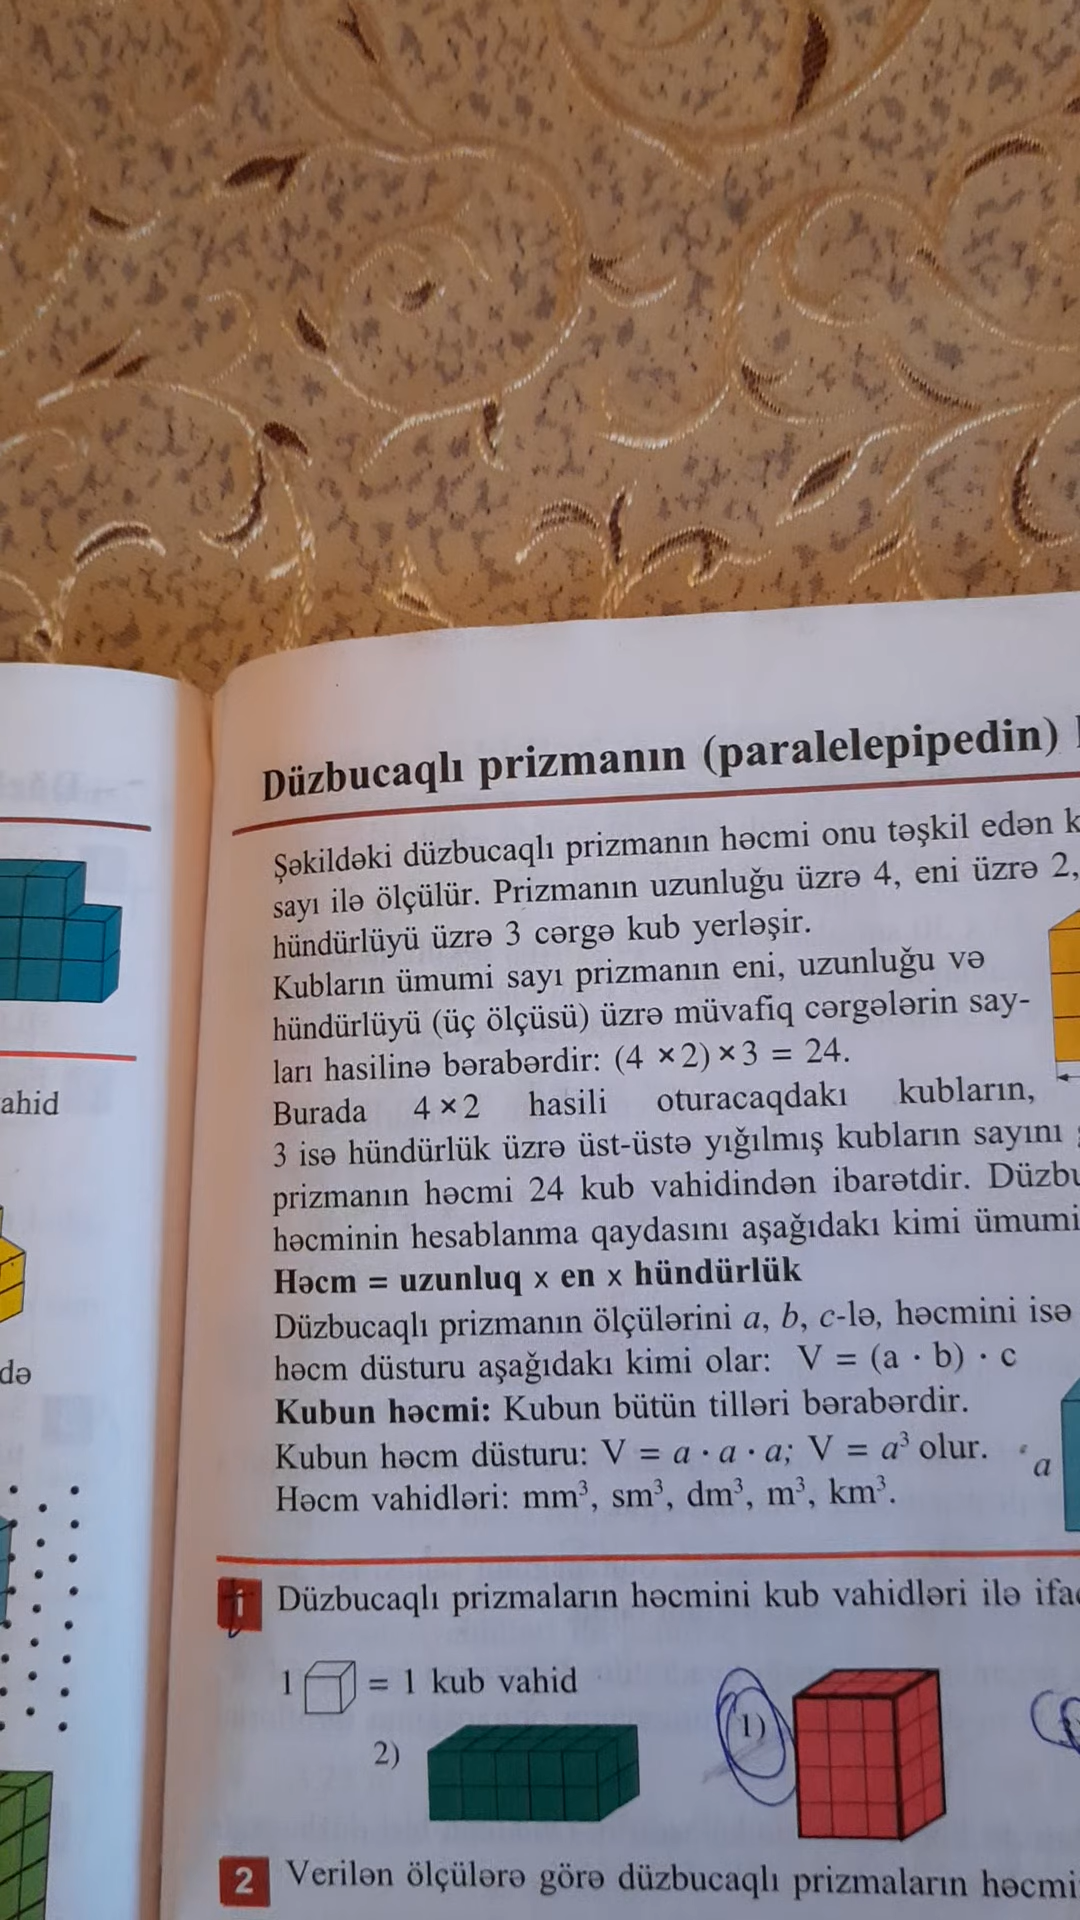 ahid
də
Düzbucaqlı prizmanın (paralelepipedin)
Şəkildəki düzbucaqlı prizmanın həcmi onu təşkil edən k
sayı ilə ölçülür. Prizmanın uzunluğu üzrə 4, eni üzrə 2,
hündürlüyü üzrə 3 cərgə kub yerləşir.
Kubların ümumi sayı prizmanın eni, uzunluğu və
hündürlüyü (üç ölçüsü) üzrə müvafiq cərgələrin say-
ları hasilinə bərabərdir: (4 × 2) × 3 = 24.
Burada 4 × 2 hasili oturacaqdakı kubların,
3 isə hündürlük üzrə üst-üstə yığılmış kubların sayını
prizmanın həcmi 24 kub vahidindən ibarətdir. Düzbu
həcminin hesablanma qaydasını aşağıdakı kimi ümumi
Həcm = uzunluq x en x hündürlük
Düzbucaqlı prizmanın ölçülərini a, b, c-lə, həcmini isə
həcm düsturu aşağıdakı kimi olar: V = (a · b) · c
Kubun həcmi: Kubun bütün tilləri bərabərdir.
Kubun həcm düsturu: V = a · a · a; V = a³ olur.
a
Həcm vahidləri: mm³, sm³, dm³, m³, km³.
1 Düzbucaqlı prizmaların həcmini kub vahidləri ilə ifa
1 = 1 kub vahid
1)
2)
2 Verilən ölçülərə görə düzbucaqlı prizmaların həcmi